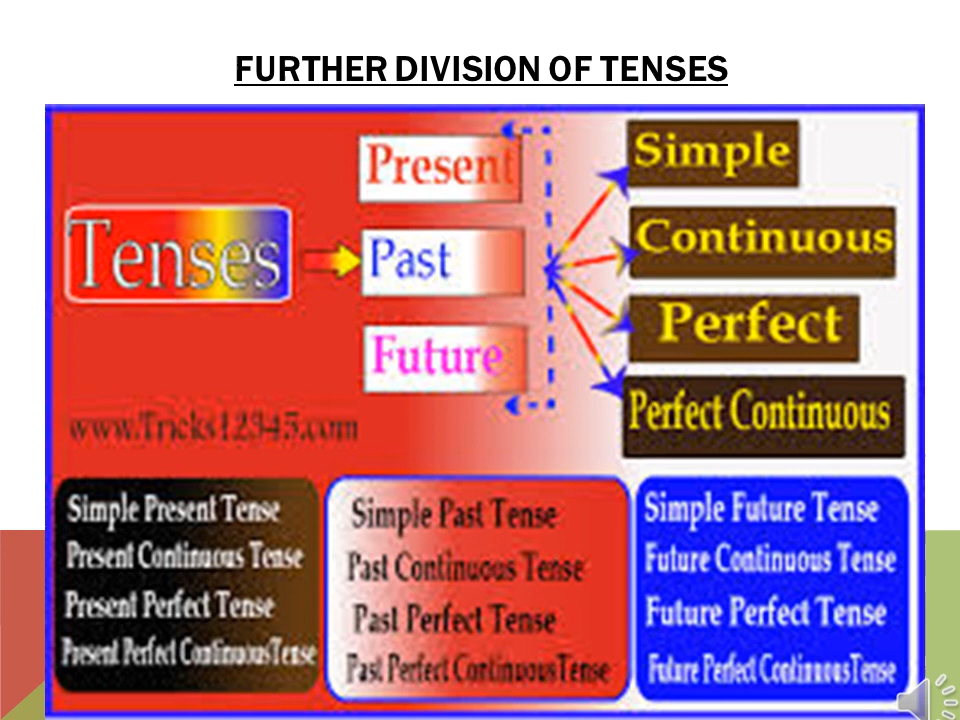 FURTHER DIVISION OF TENSES
Tenses
Present
Past
Future
Simple
Continuous
Perfect
Perfect Continuous
www.Tricks12345.com
Simple Present Tense
Present Continuous Tense
Present Perfect Tense
Present Perfect ContinuousTense
Simple Past Tense
Past Continuous Tense
Past Perfect Tense
Past Perfect ContinuousTense
Simple Future Tense
Future Continuous Tense
Future Perfect Tense
Future Perfect ContinuousTense